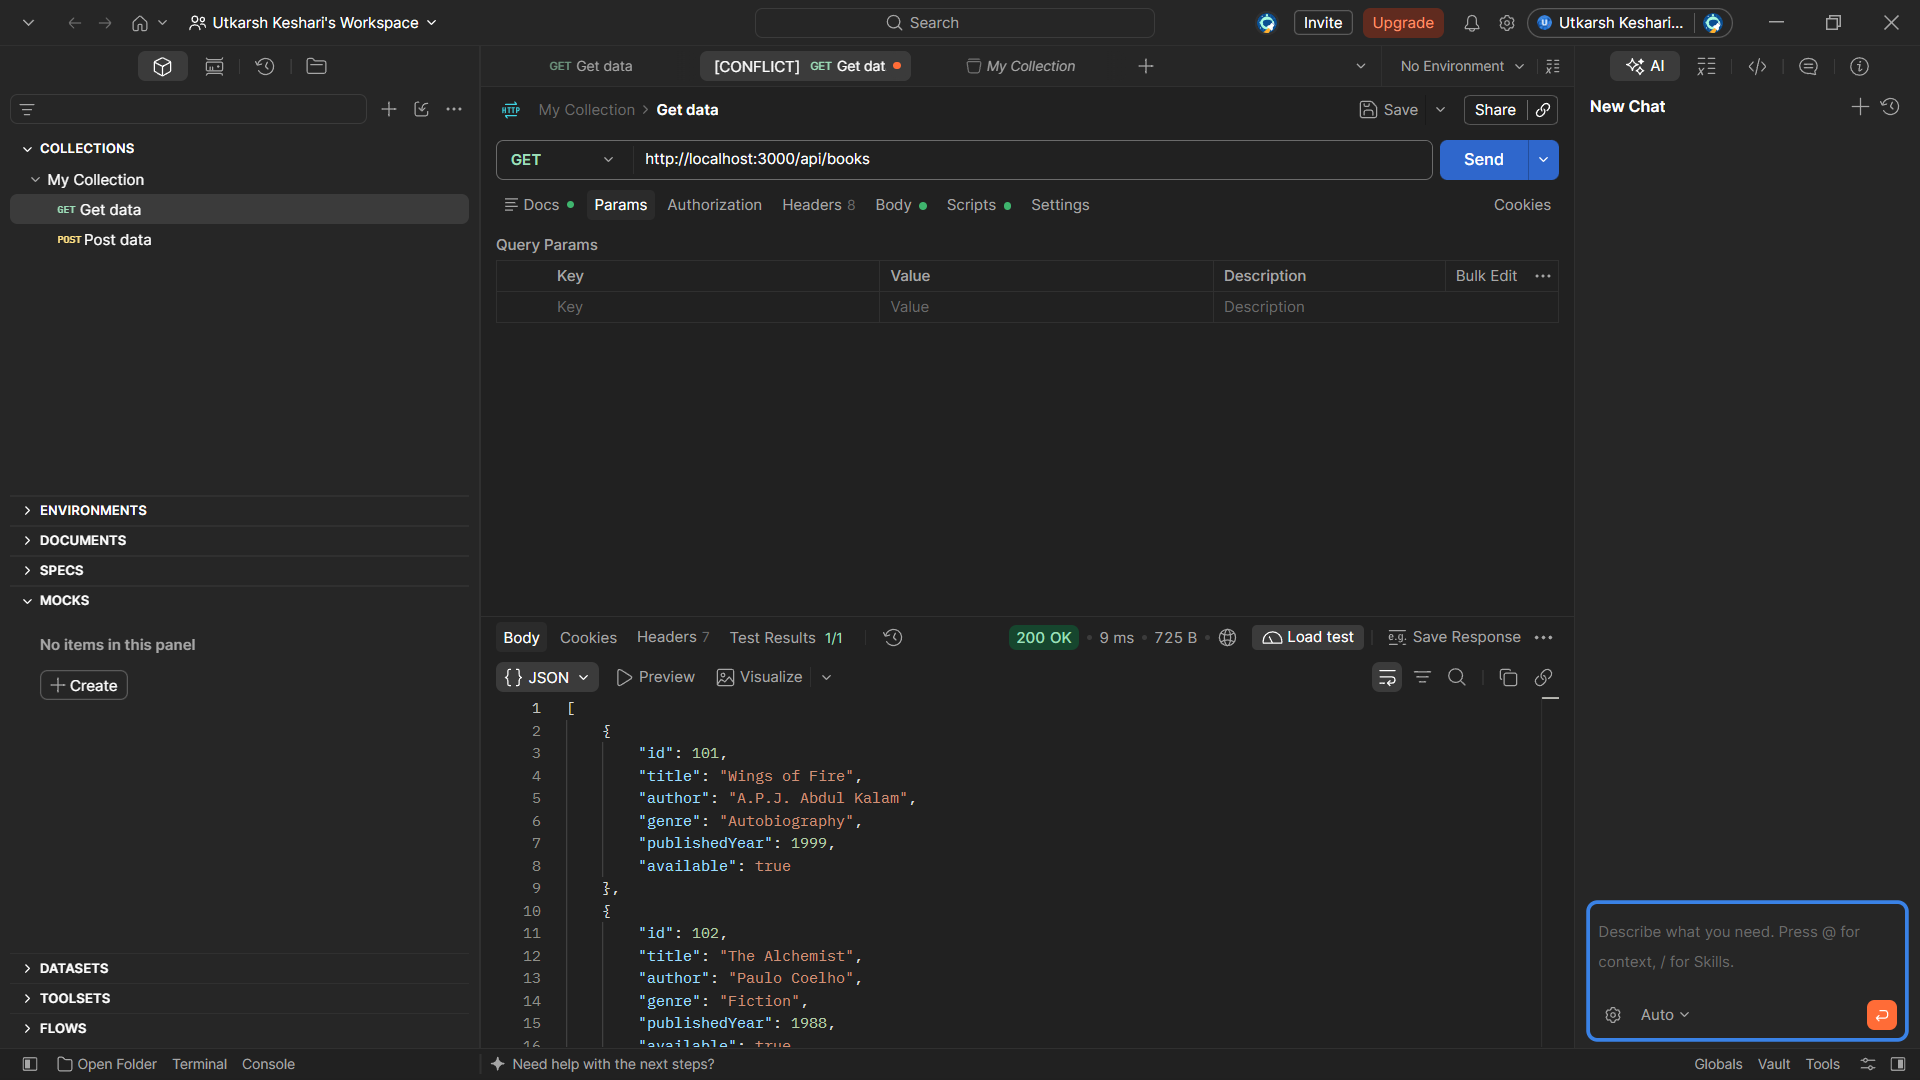 Utkarsh Keshari's Workspace
Search
Invite
Upgrade
U
Utkarsh Keshari...
GET Get data
[CONFLICT] GET Get dat
My Collection
No Environment
AI
My Collection > Get data
Save
Share
New Chat
COLLECTIONS
My Collection
GET Get data
POST Post data
GET
http://localhost:3000/api/books
Send
Docs
Params
Authorization
Headers 8
Body
Scripts
Settings
Cookies
Query Params
Key Value Description Bulk Edit
Key Value Description
ENVIRONMENTS
DOCUMENTS
SPECS
MOCKS
No items in this panel
+ Create
DATASETS
TOOLSETS
FLOWS
Body Cookies Headers 7 Test Results 1/1
200 OK • 9 ms • 725 B
Load test
e.g. Save Response
{} JSON
Preview
Visualize
1 [
2 {
3 "id": 101,
4 "title": "Wings of Fire",
5 "author": "A.P.J. Abdul Kalam",
6 "genre": "Autobiography",
7 "publishedYear": 1999,
8 "available": true
9 },
10 {
11 "id": 102,
12 "title": "The Alchemist",
13 "author": "Paulo Coelho",
14 "genre": "Fiction",
15 "publishedYear": 1988,
16 "available": true
Describe what you need. Press @ for
context, / for Skills.
Auto
Open Folder
Terminal
Console
Need help with the next steps?
Globals
Vault
Tools